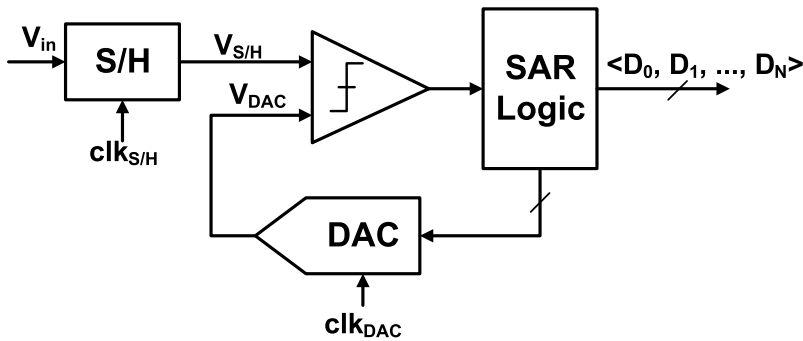 V_in
S/H
V_S/H
V_DAC
clk_S/H
SAR
Logic
<D_0, D_1, ..., D_N>
DAC
clk_DAC